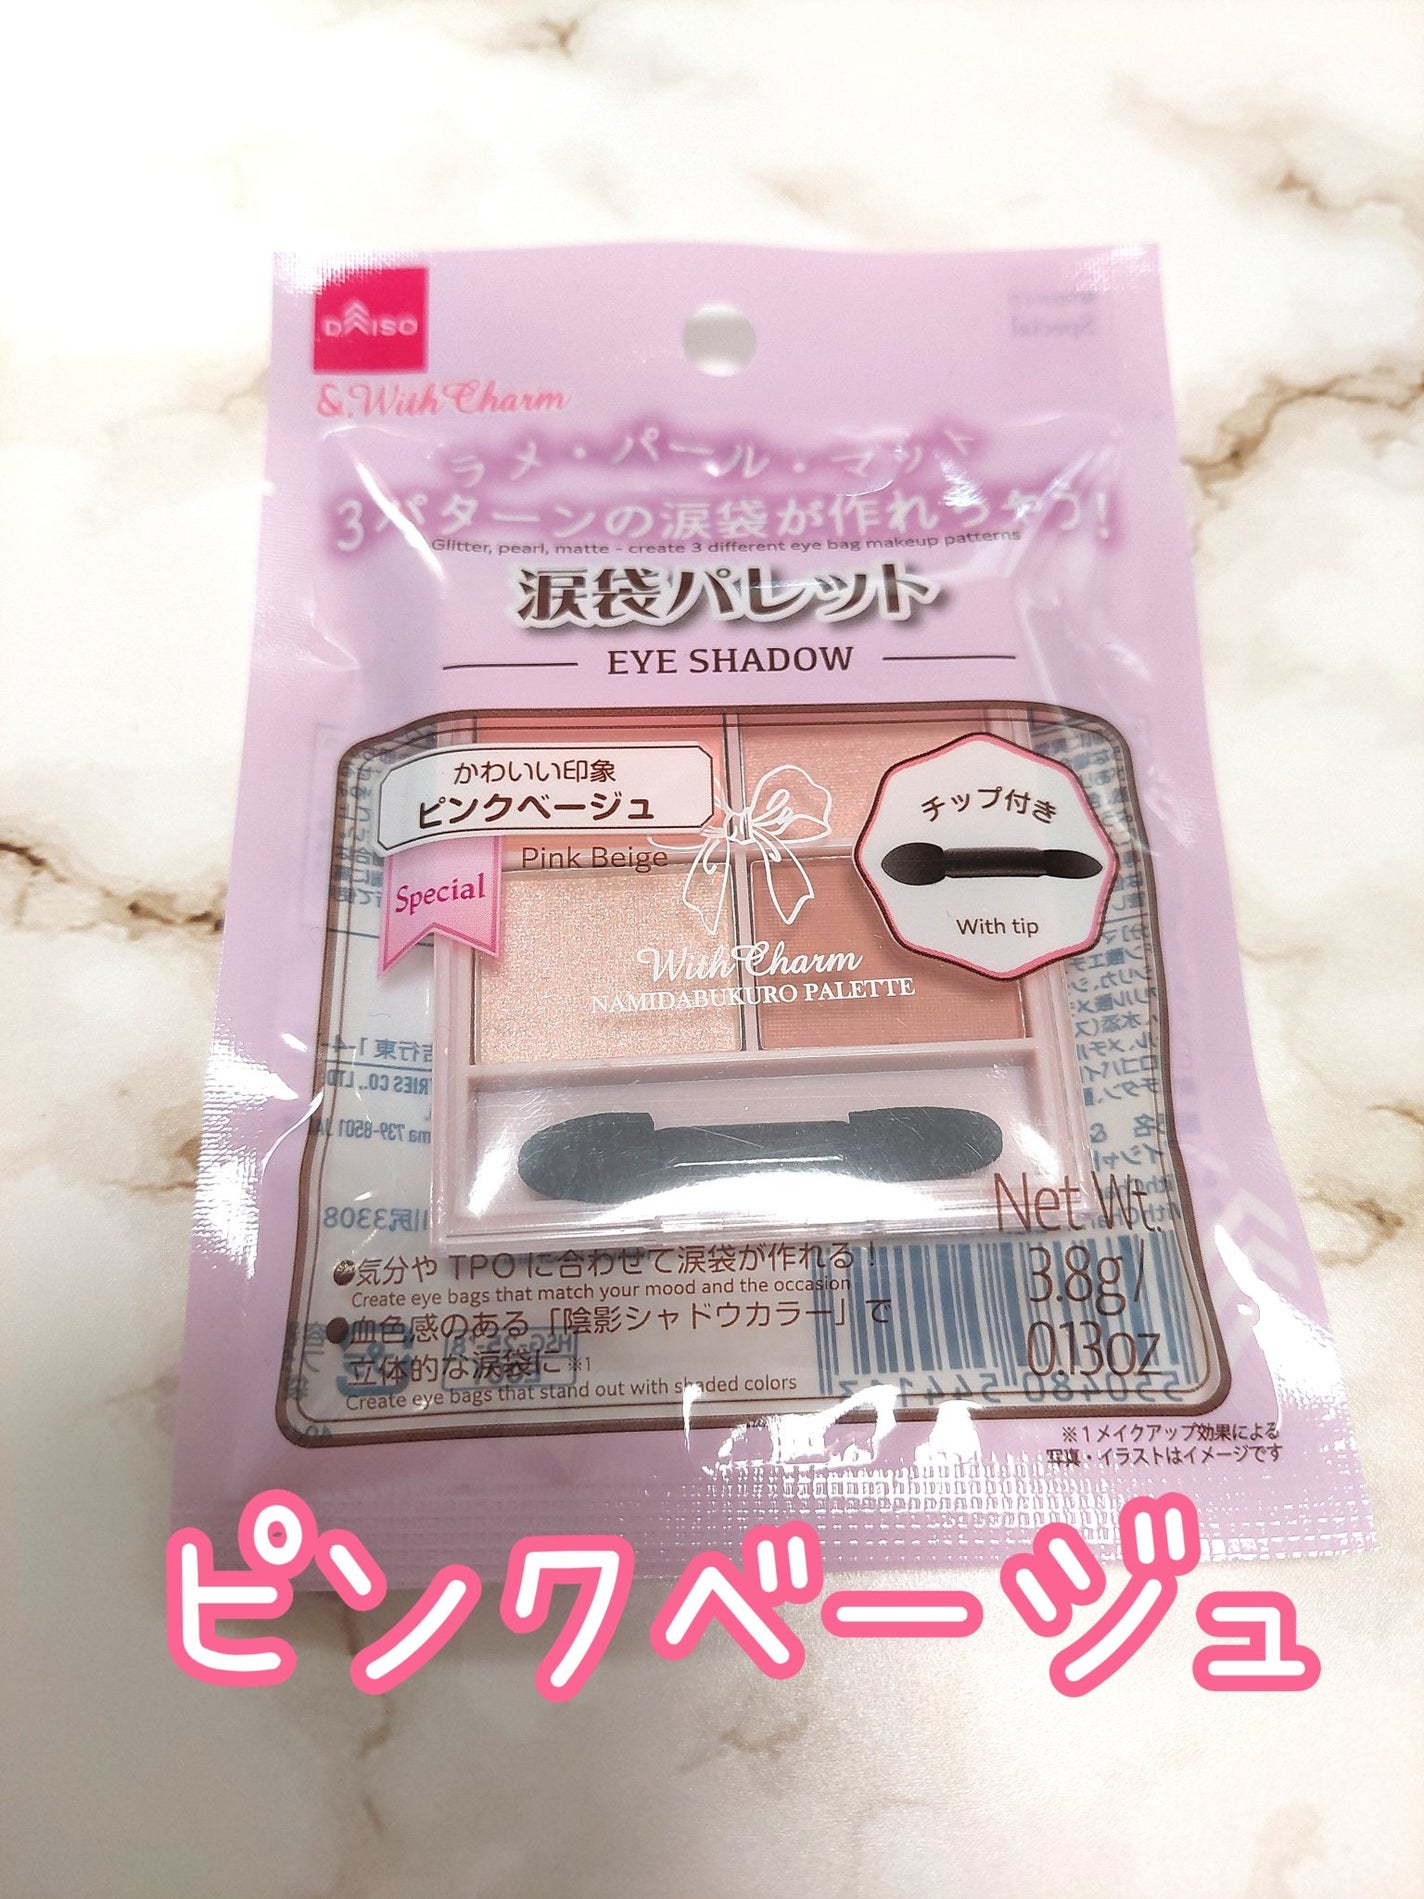 DAISO
&.WithCharm
ラメ・パール・マット
3パターンの涙袋が作れちゃう!
Glitter, pearl, matte - create 3 different eye bag makeup patterns
涙袋パレット
EYE SHADOW
かわいい印象
ピンクベージュ
Pink Beige
Special
チップ付き
With tip
With Charm
NAMIDABUKURO PALETTE
Net Wt.
3.8g/
0.13oz
●気分や TPO に合わせて涙袋が作れる!
Create eye bags that match your mood and the occasion
●血色感のある「陰影シャドウカラー」で
立体的な涙袋に※1
Create eye bags that stand out with shaded colors
※1メイクアップ効果による
写真・イラストはイメージです
ピンクベージュ